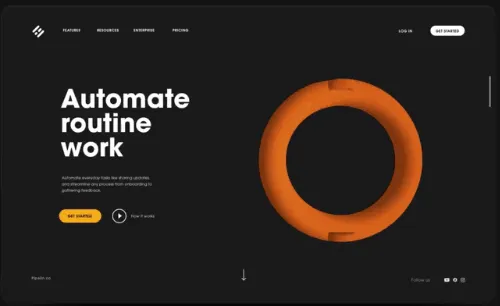 FEATURES RESOURCES ENTERPRISE PRICING LOG IN GET STARTED
Automate
routine
work
Automate everyday tasks like sharing updates
and streamline any process from onboarding to
gathering feedback.
GET STARTED How it works
Follow us